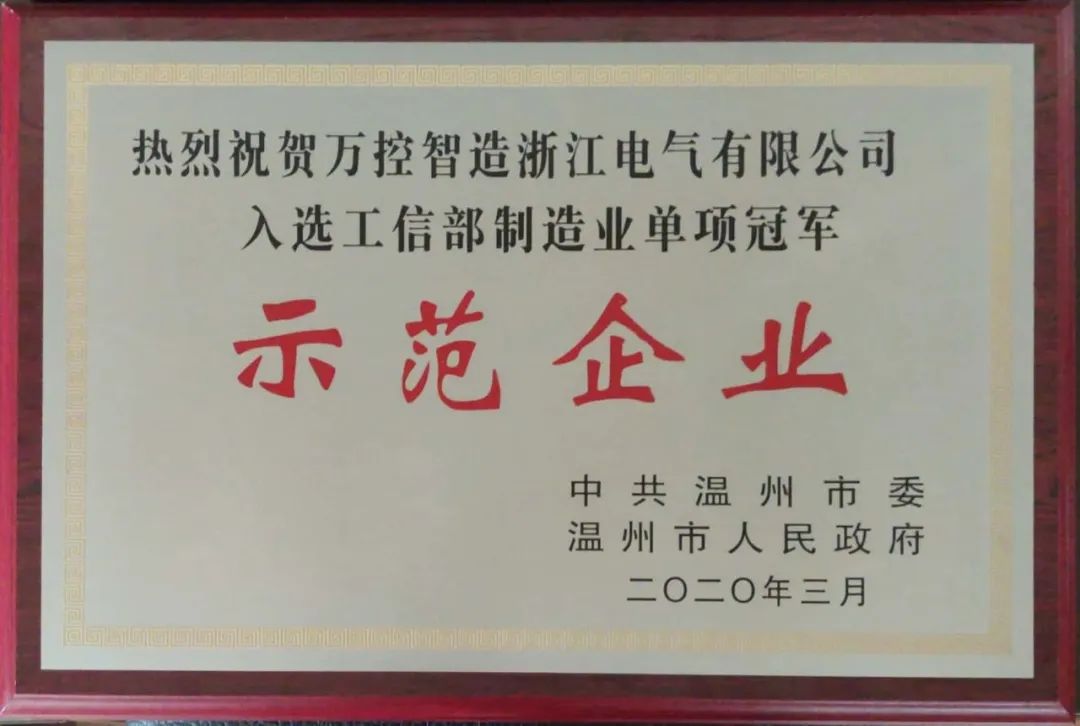 热烈祝贺万控智造浙江电气有限公司
入选工信部制造业单项冠军
示范企业
中共温州市委
温州市人民政府
二〇二〇年三月